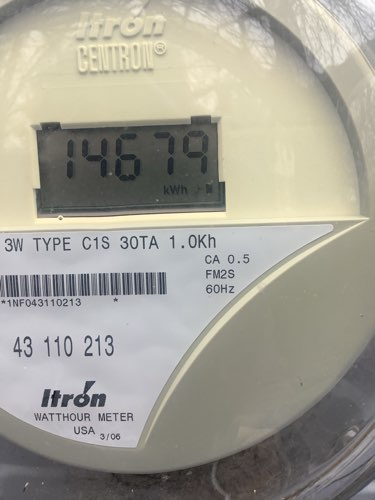 Itron
CENTRON®
14679
kWh
3W TYPE C1S 30TA 1.0Kh
CA 0.5
FM2S
60Hz
*1NF043110213 *
43 110 213
Itrón
WATTHOUR METER
USA 3/06